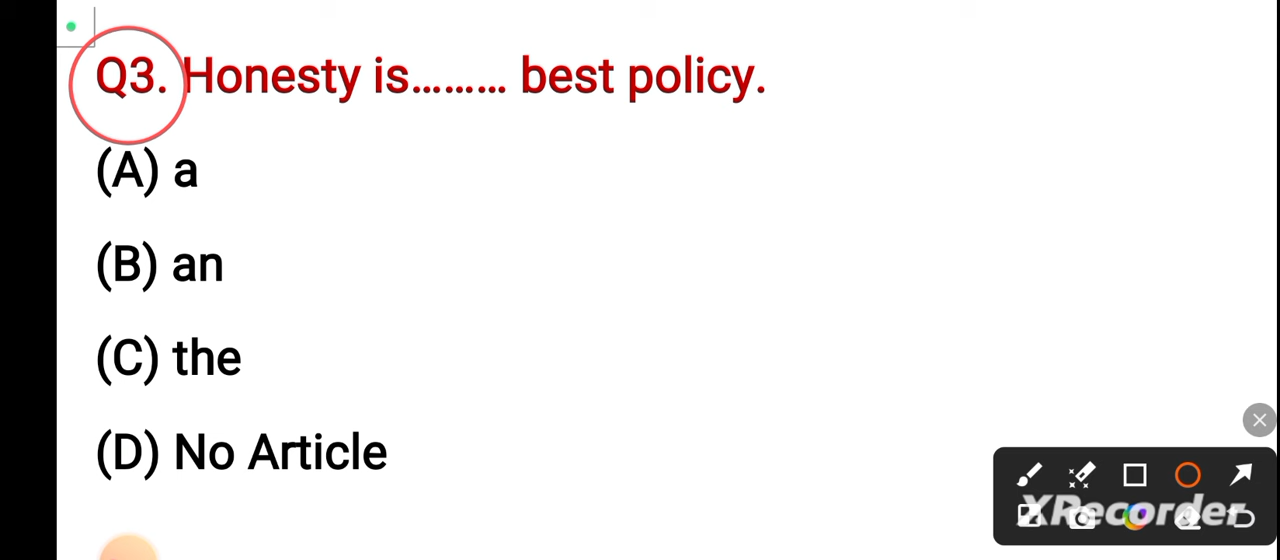 Q3. Honesty is......... best policy.
(A) a
(B) an
(C) the
(D) No Article
XRecorder